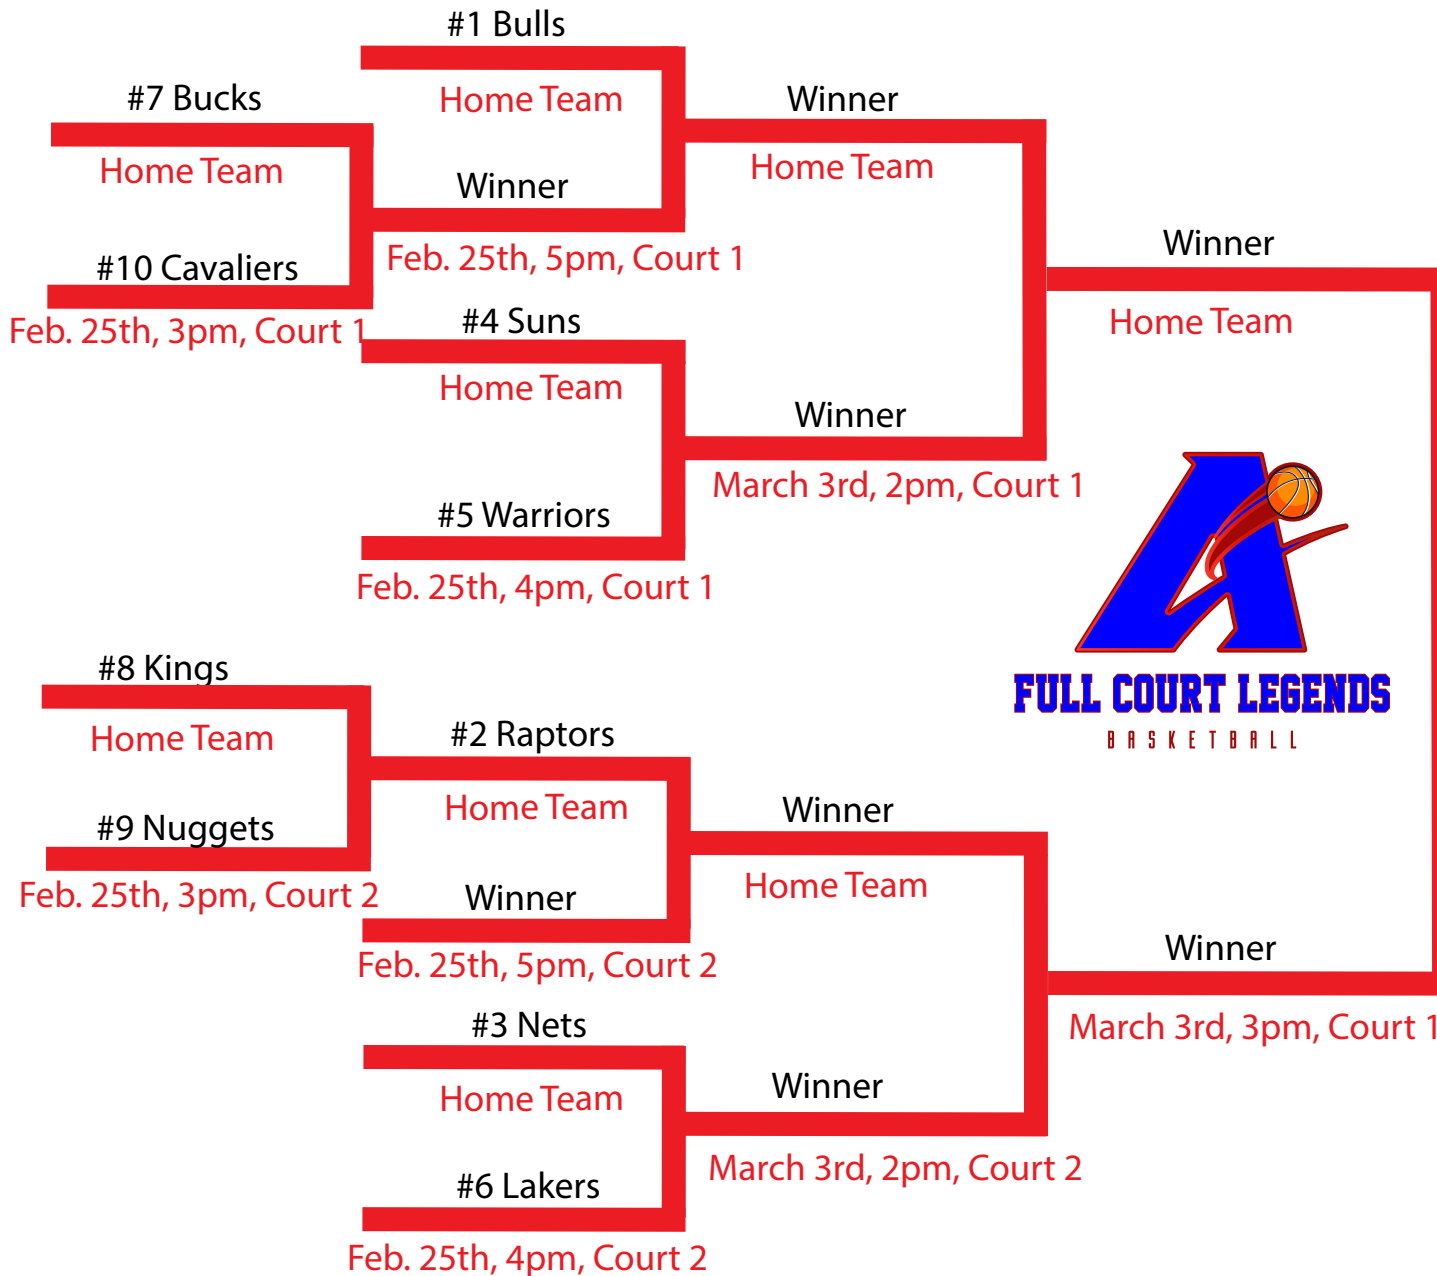 #1 Bulls
Home Team
#7 Bucks
Home Team
Winner
Feb. 25th, 5pm, Court 1
#10 Cavaliers
Feb. 25th, 3pm, Court 1
Winner
Home Team
#4 Suns
Home Team
Winner
March 3rd, 2pm, Court 1
#5 Warriors
Feb. 25th, 4pm, Court 1
Winner
Home Team
FULL COURT LEGENDS
BASKETBALL
#8 Kings
Home Team
#9 Nuggets
Feb. 25th, 3pm, Court 2
#2 Raptors
Home Team
Winner
Feb. 25th, 5pm, Court 2
Winner
Home Team
#3 Nets
Home Team
#6 Lakers
Feb. 25th, 4pm, Court 2
Winner
March 3rd, 2pm, Court 2
Winner
March 3rd, 3pm, Court 1